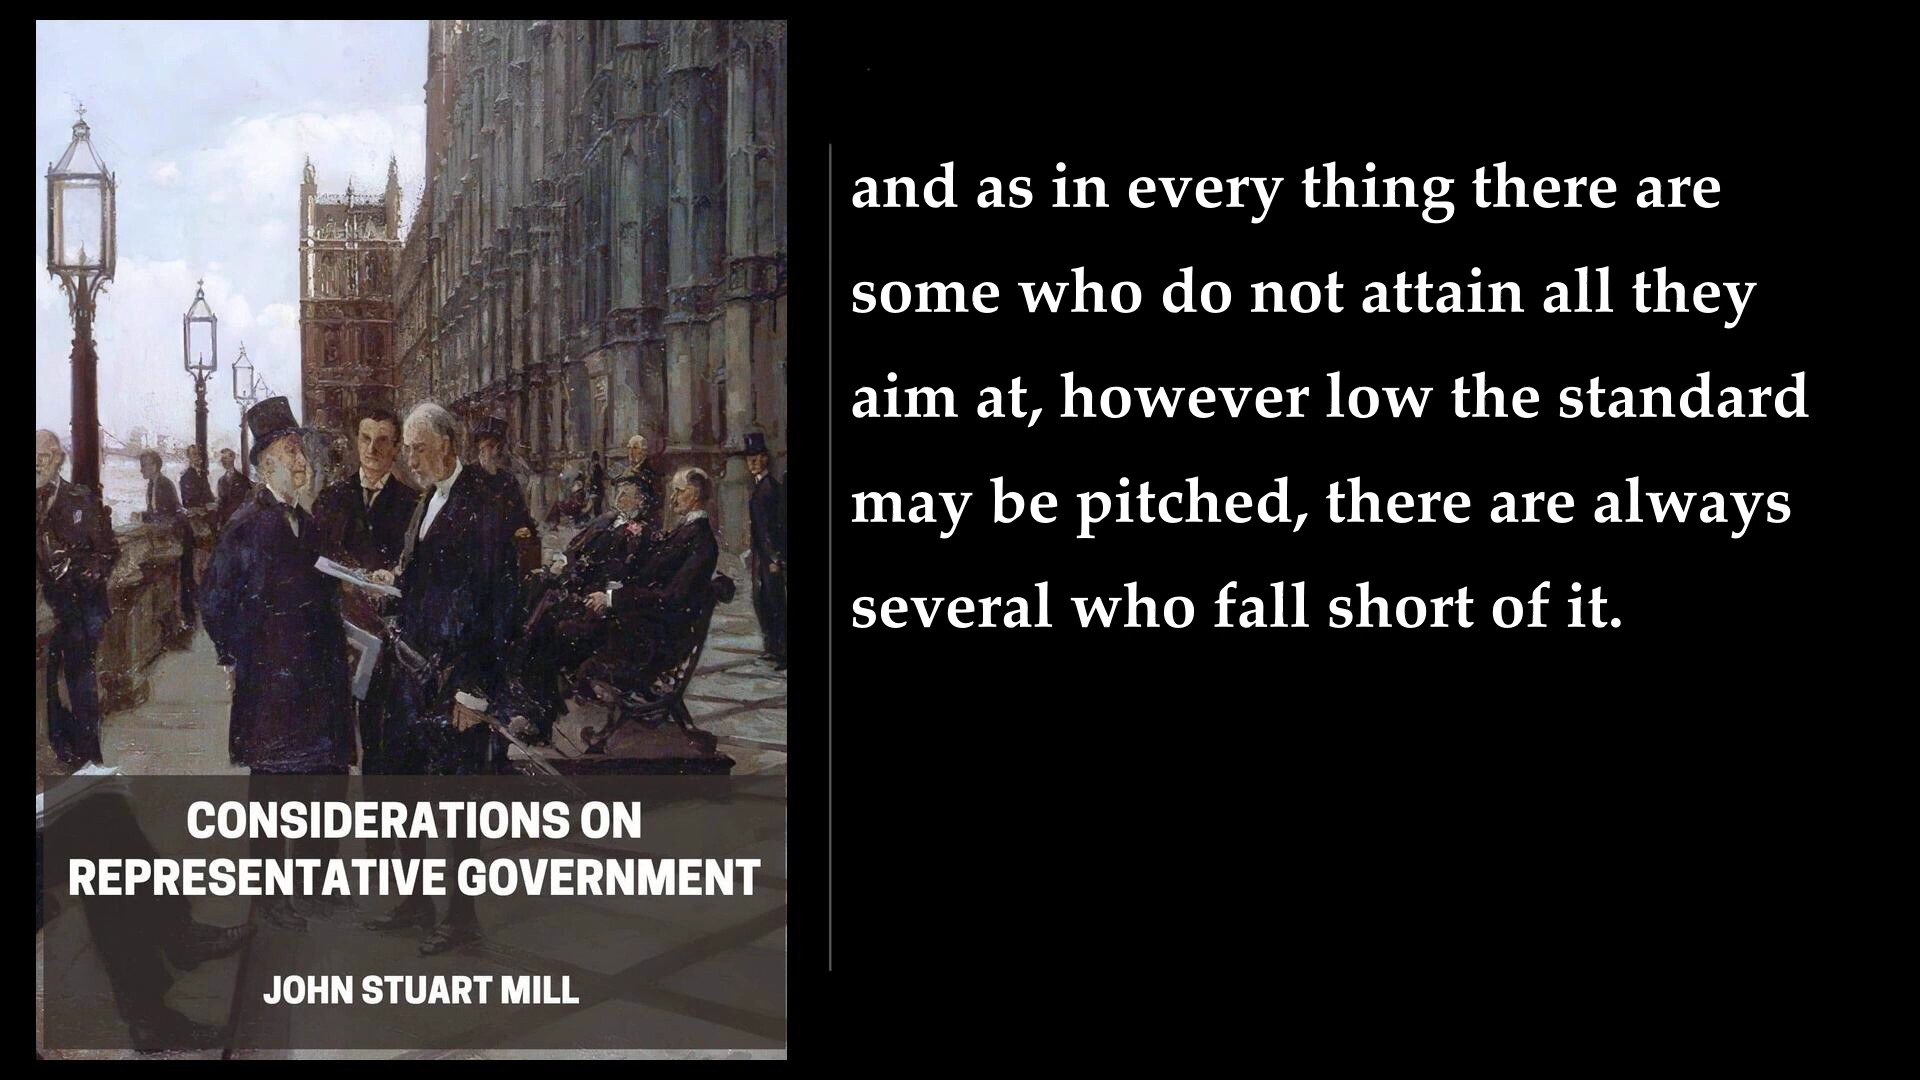 CONSIDERATIONS ON
REPRESENTATIVE GOVERNMENT
JOHN STUART MILL
and as in every thing there are
some who do not attain all they
aim at, however low the standard
may be pitched, there are always
several who fall short of it.